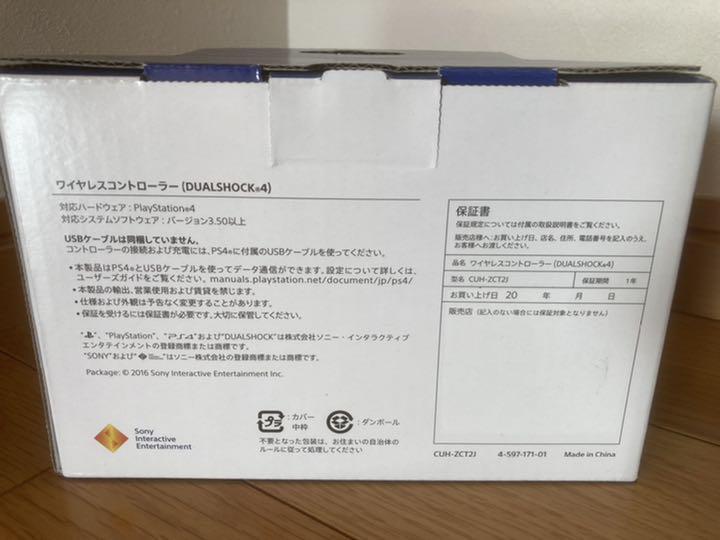 ワイヤレスコントローラー(DUALSHOCK®4)
対応ハードウェア：PlayStation®4
対応システムソフトウェア：バージョン3.50以上
USBケーブルは同梱していません。
コントローラーの接続および充電には、PS4®に付属のUSBケーブルを使ってください。
・本製品はPS4®とUSBケーブルを使ってデータ通信ができます。設定について詳しくは、
ユーザーズガイドをご覧ください。manuals.playstation.net/document/jp/ps4/
・本製品の輸出、営業使用および賃貸を禁じます。
・仕様および外観は予告なく変更することがあります。
・保証を受けるには保証書が必要です。大切に保管してください。
"PlayStation"、"PS4"および"DUALSHOCK"は株式会社ソニー・インタラクティブ
エンタテインメントの登録商標または商標です。
"SONY"および" "はソニー株式会社の登録商標または商標です。
Package: © 2016 Sony Interactive Entertainment Inc.
Sony
Interactive
Entertainment
プラ
：カバー
中枠
：ダンボール
不要となった包装は、お住まいの自治体の
ルールに従って処理してください
保証書
保証規定については付属の取扱説明書をご覧ください。
販売店様へ：お買い上げ日、店名、住所、電話番号を記入のうえ、
お客様へお渡しください。
品名 ワイヤレスコントローラー(DUALSHOCK®4)
型名 CUH-ZCT2J 保証期間 1年
お買い上げ日 20 年 月 日
販売店 (記入のない場合には保証対象となりません)
CUH-ZCT2J 4-597-171-01 Made in China